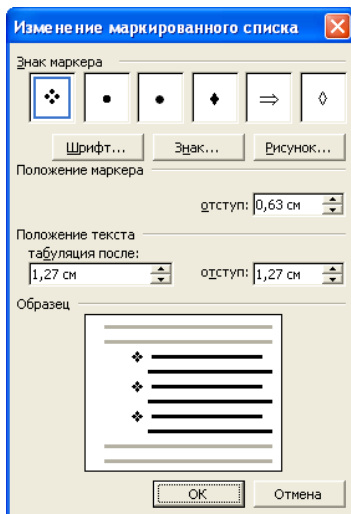 Изменение маркированного списка
Знак маркера
Шрифт... Знак... Рисунок...
Положение маркера
отступ: 0,63 см
Положение текста
табуляция после:
1,27 см отступ: 1,27 см
Образец
ОК Отмена